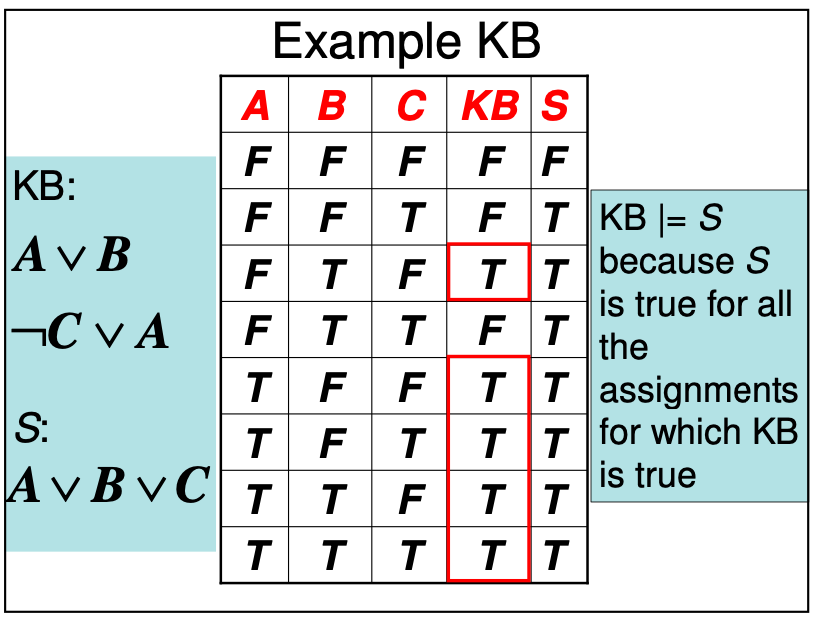 Example KB
KB:
A ∨ B
¬C ∨ A
S:
A ∨ B ∨ C
A B C KB S
F F F F F
F F T F T
F T F T T
F T T F T
T F F T T
T F T T T
T T F T T
T T T T T
KB |= S
because S
is true for all
the
assignments
for which KB
is true